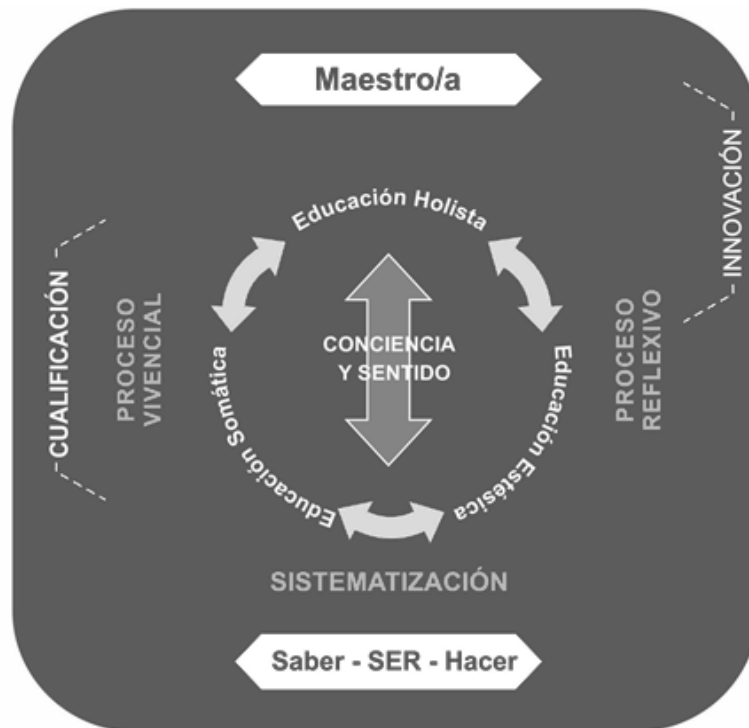 Maestro/a
INNOVACIÓN
Educación Holista
CUALIFICACIÓN
PROCESO
VIVENCIAL
CONCIENCIA
Y SENTIDO
PROCESO
REFLEXIVO
Educación Somática
Educación Estésica
SISTEMATIZACIÓN
Saber - SER - Hacer